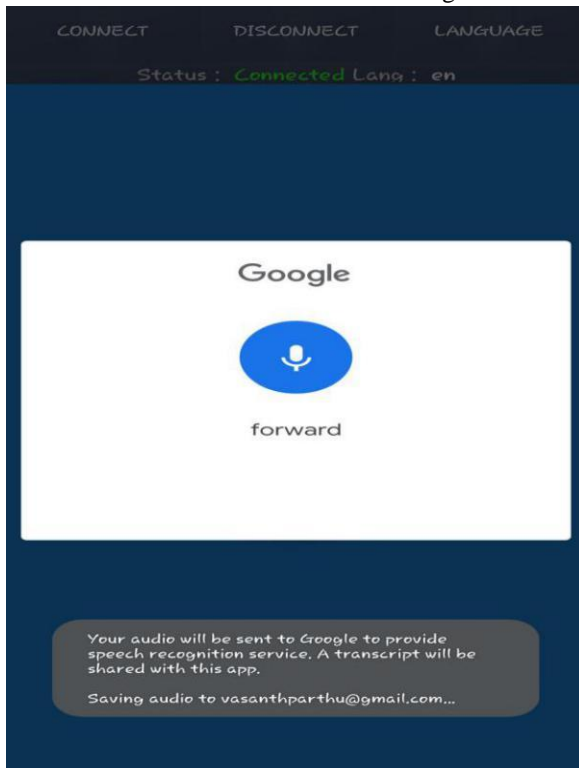 CONNECT DISCONNECT LANGUAGE
Status : Connected Lang : en
Google
forward
Your audio will be sent to Google to provide
speech recognition service. A transcript will be
shared with this app.
Saving audio to vasanthparthu@gmail.com...